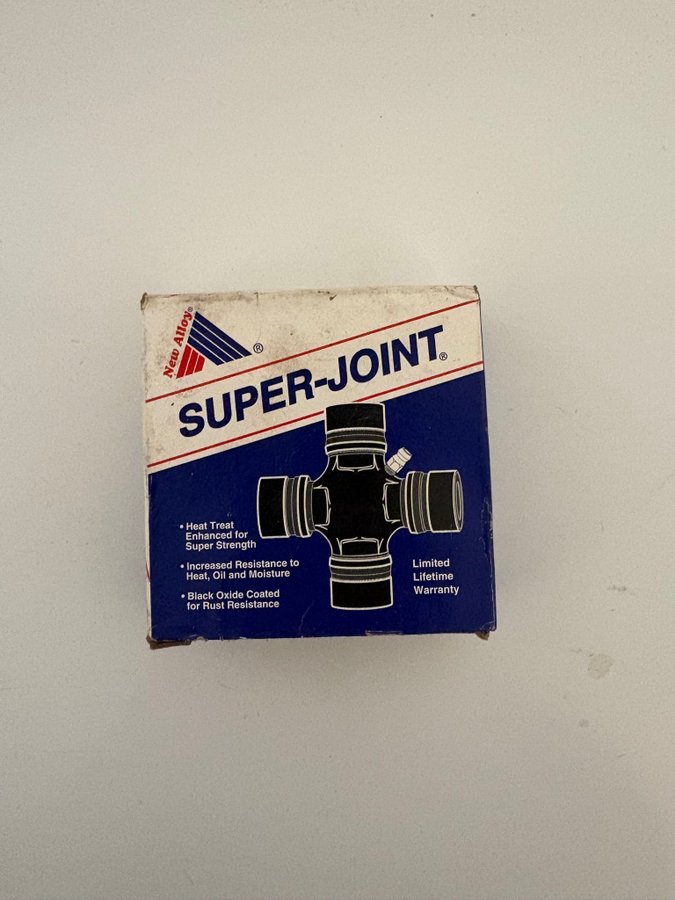 New Alloy®
®
SUPER-JOINT®
• Heat Treat
Enhanced for
Super Strength
• Increased Resistance to
Heat, Oil and Moisture
• Black Oxide Coated
for Rust Resistance
Limited
Lifetime
Warranty